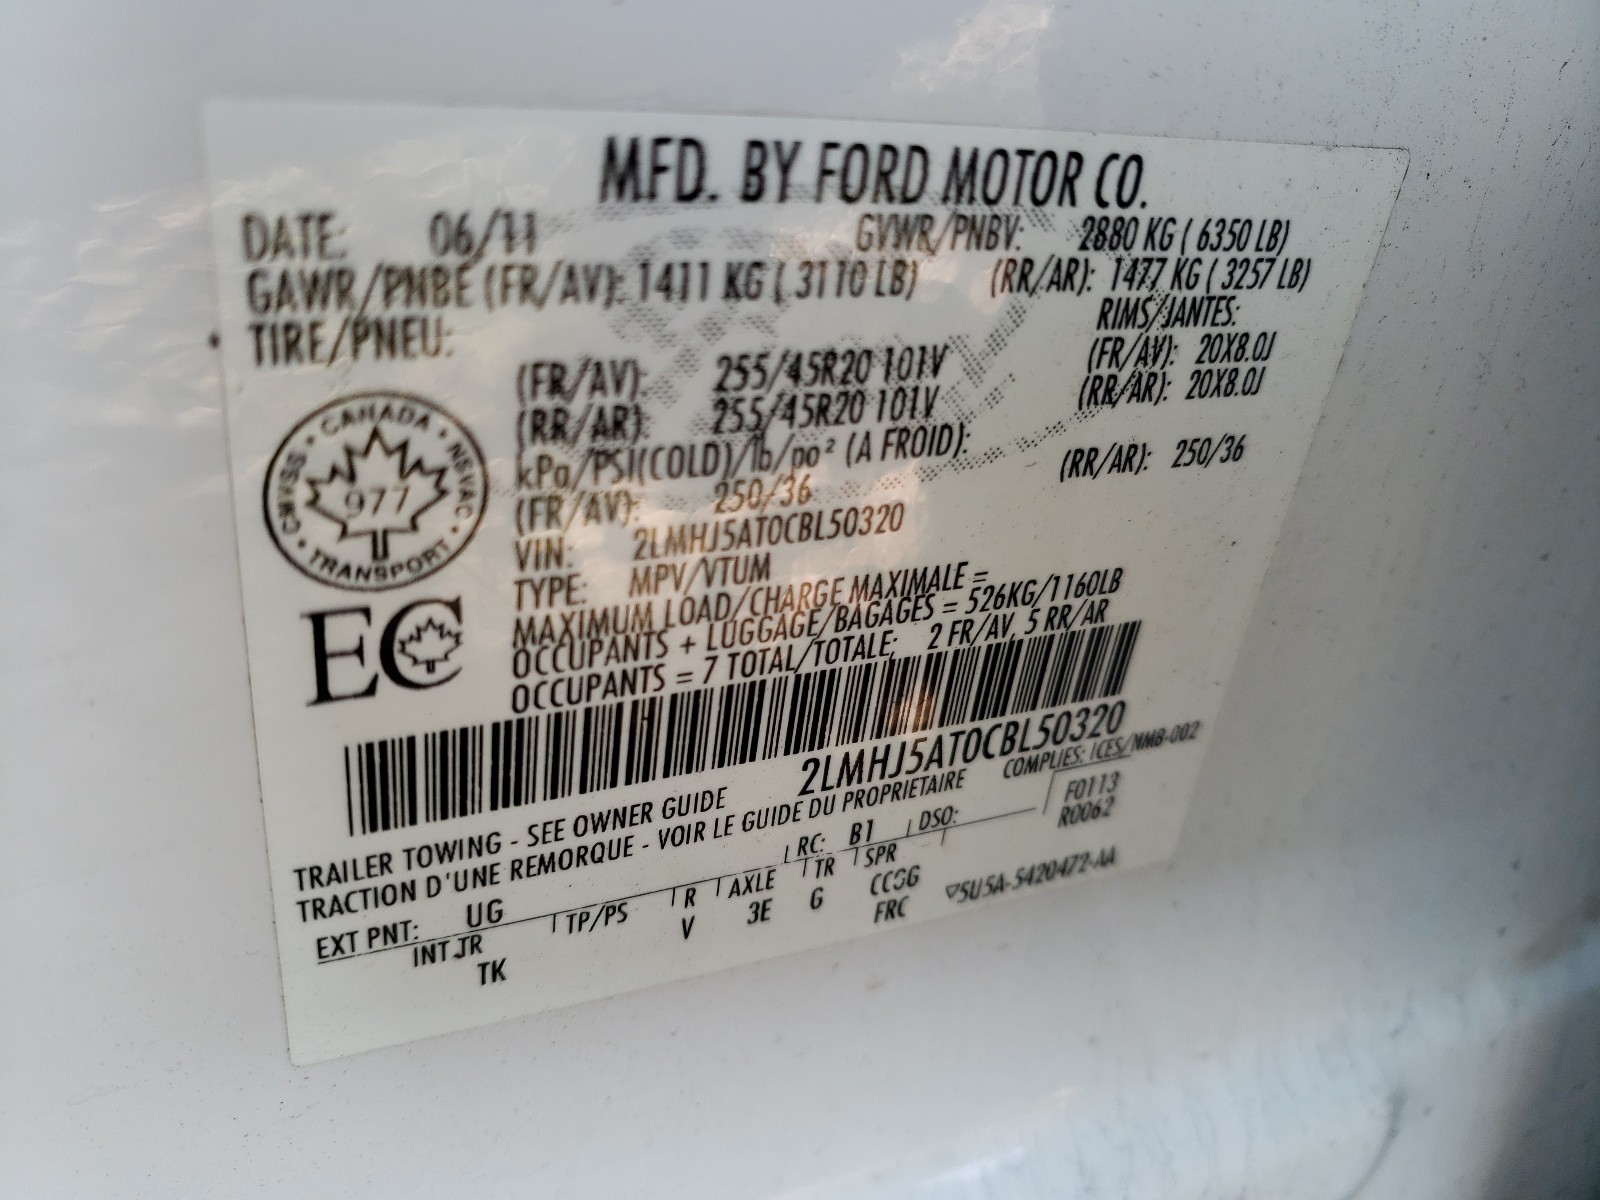 MFD. BY FORD MOTOR CO.
DATE: 06/11 GVWR/PNBV: 2880 KG ( 6350 LB)
GAWR/PNBE (FR/AV): 1411 KG ( 3110 LB) (RR/AR): 1477 KG ( 3257 LB)
TIRE/PNEU: RIMS/JANTES:
(FR/AV): 255/45R20 101V (FR/AV): 20X8.0J
(RR/AR): 255/45R20 101V (RR/AR): 20X8.0J
kPa/PSI(COLD)/lb/po² (A FROID):
(FR/AV): 250/36 (RR/AR): 250/36
VIN: 2LMHJ5AT0CBL50320
TYPE: MPV/VTUM
MAXIMUM LOAD/CHARGE MAXIMALE =
OCCUPANTS + LUGGAGE/BAGAGES = 526KG/1160LB
OCCUPANTS = 7 TOTAL/TOTALE; 2 FR/AV, 5 RR/AR
CANADA · NSVAC · TRANSPORT · CMVSS ·
977
EC
2LMHJ5AT0CBL50320
TRAILER TOWING - SEE OWNER GUIDE COMPLIES: ICES/NMB-002
TRACTION D'UNE REMORQUE - VOIR LE GUIDE DU PROPRIETAIRE
EXT PNT: UG RC: B1 DSO: F0113
R0062
INT TR TP/PS R AXLE TR SPR
TK V 3E G CCGG
FRC ▽5U5A-5420472-AA